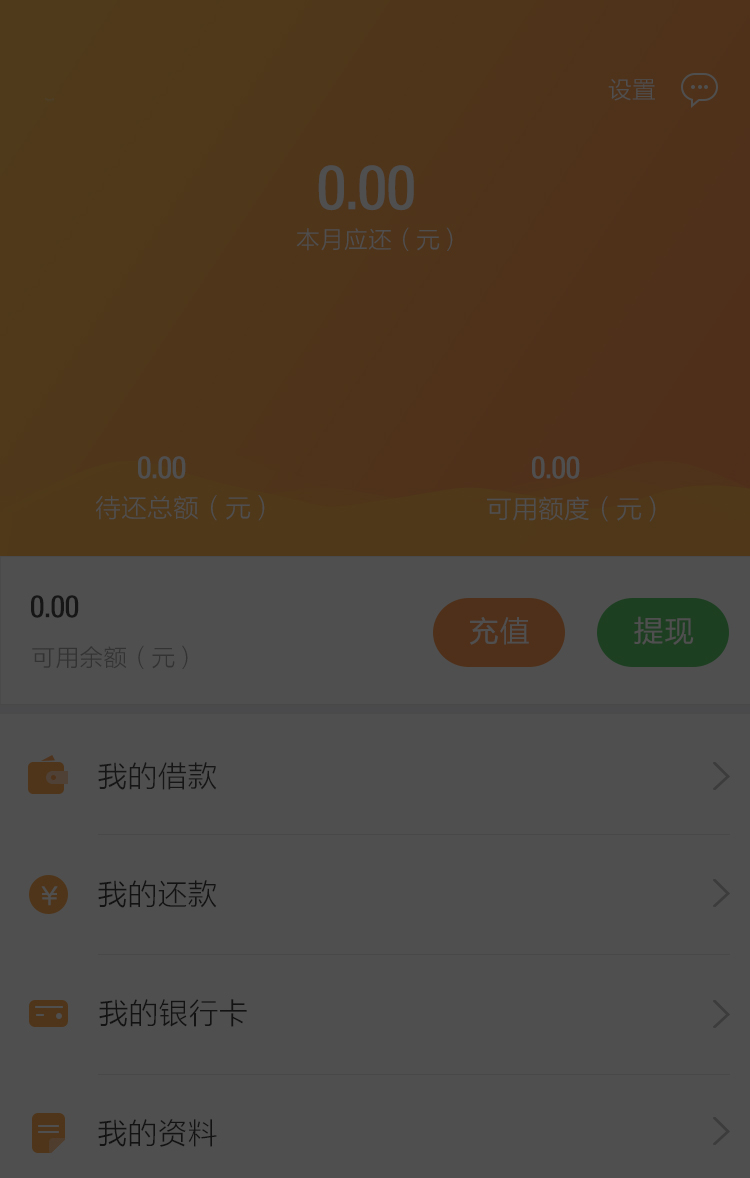 设置
0.00
本月应还（元）
0.00
0.00
待还总额（元）
可用额度（元）
0.00
可用余额（元）
充值
提现
我的借款
¥
我的还款
我的银行卡
我的资料